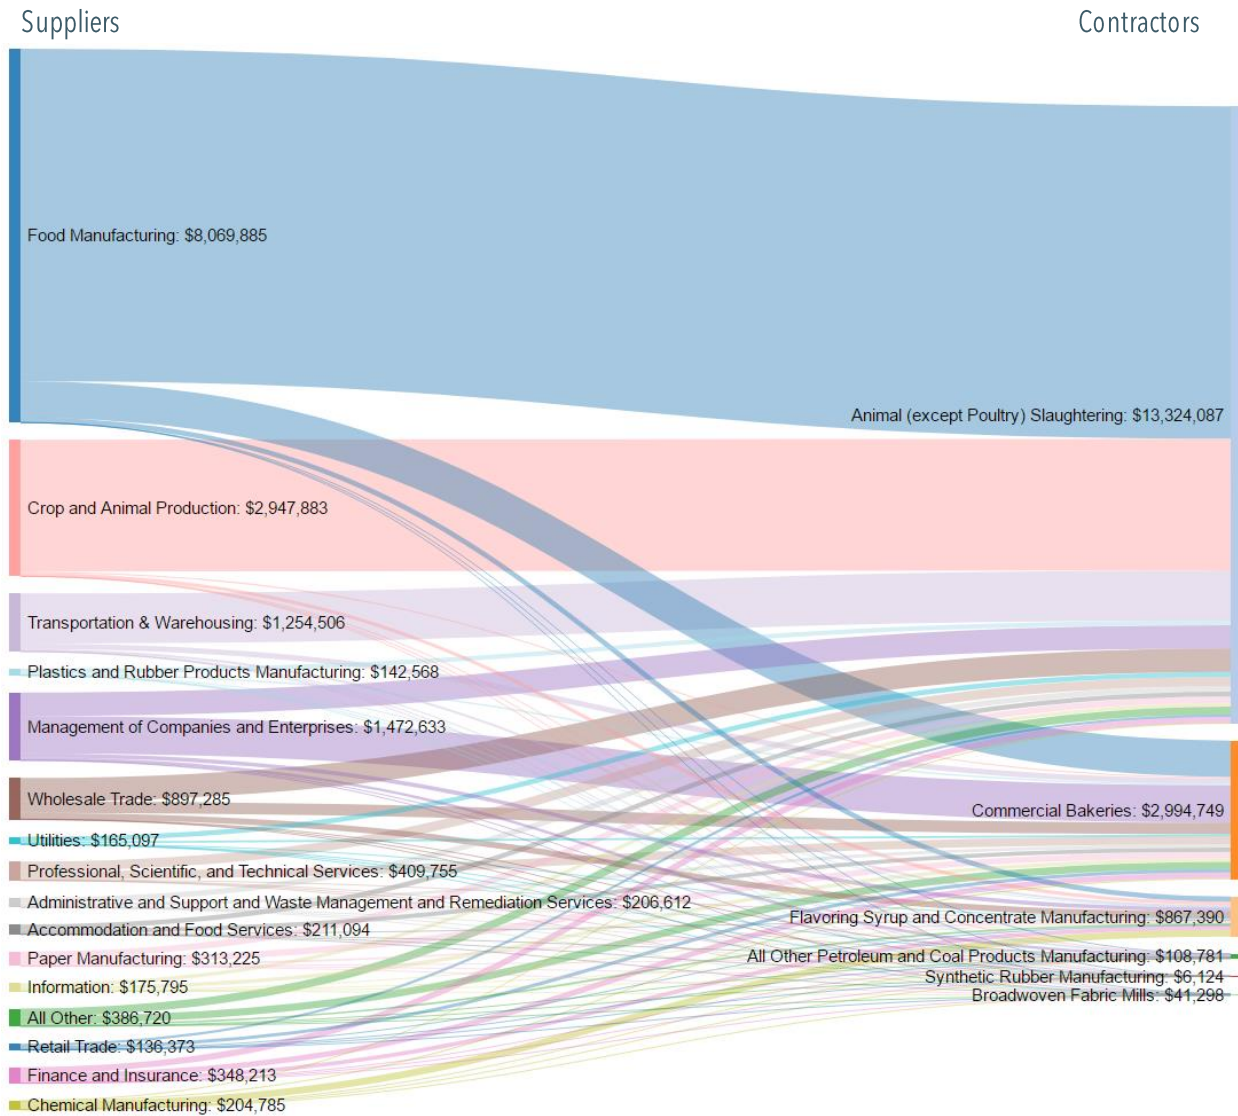 Suppliers
Contractors
Food Manufacturing: $8,069,885
Animal (except Poultry) Slaughtering: $13,324,087
Crop and Animal Production: $2,947,883
Transportation & Warehousing: $1,254,506
Plastics and Rubber Products Manufacturing: $142,568
Management of Companies and Enterprises: $1,472,633
Wholesale Trade: $897,285
Commercial Bakeries: $2,994,749
Utilities: $165,097
Professional, Scientific, and Technical Services: $409,755
Administrative and Support and Waste Management and Remediation Services: $206,612
Flavoring Syrup and Concentrate Manufacturing: $867,390
Accommodation and Food Services: $211,094
Paper Manufacturing: $313,225
All Other Petroleum and Coal Products Manufacturing: $108,781
Synthetic Rubber Manufacturing: $6,124
Information: $175,795
Broadwoven Fabric Mills: $41,298
All Other: $386,720
Retail Trade: $136,373
Finance and Insurance: $348,213
Chemical Manufacturing: $204,785